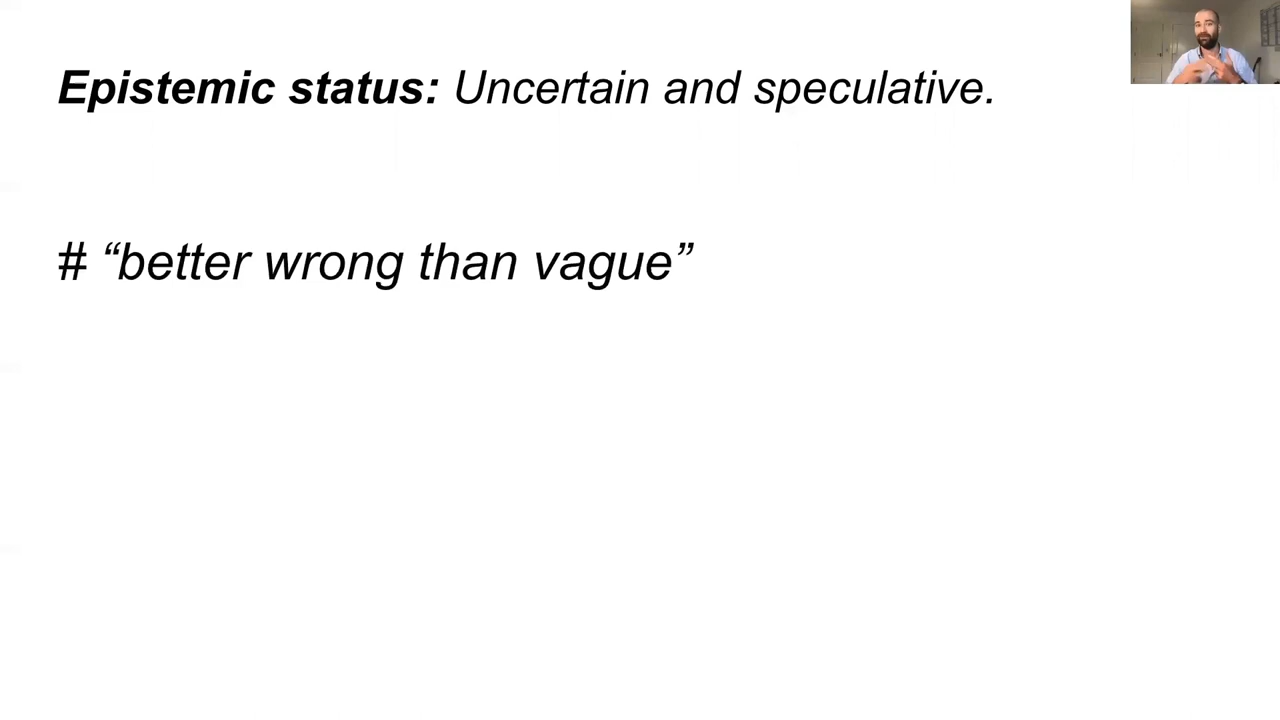 Epistemic status: Uncertain and speculative.
# “better wrong than vague”